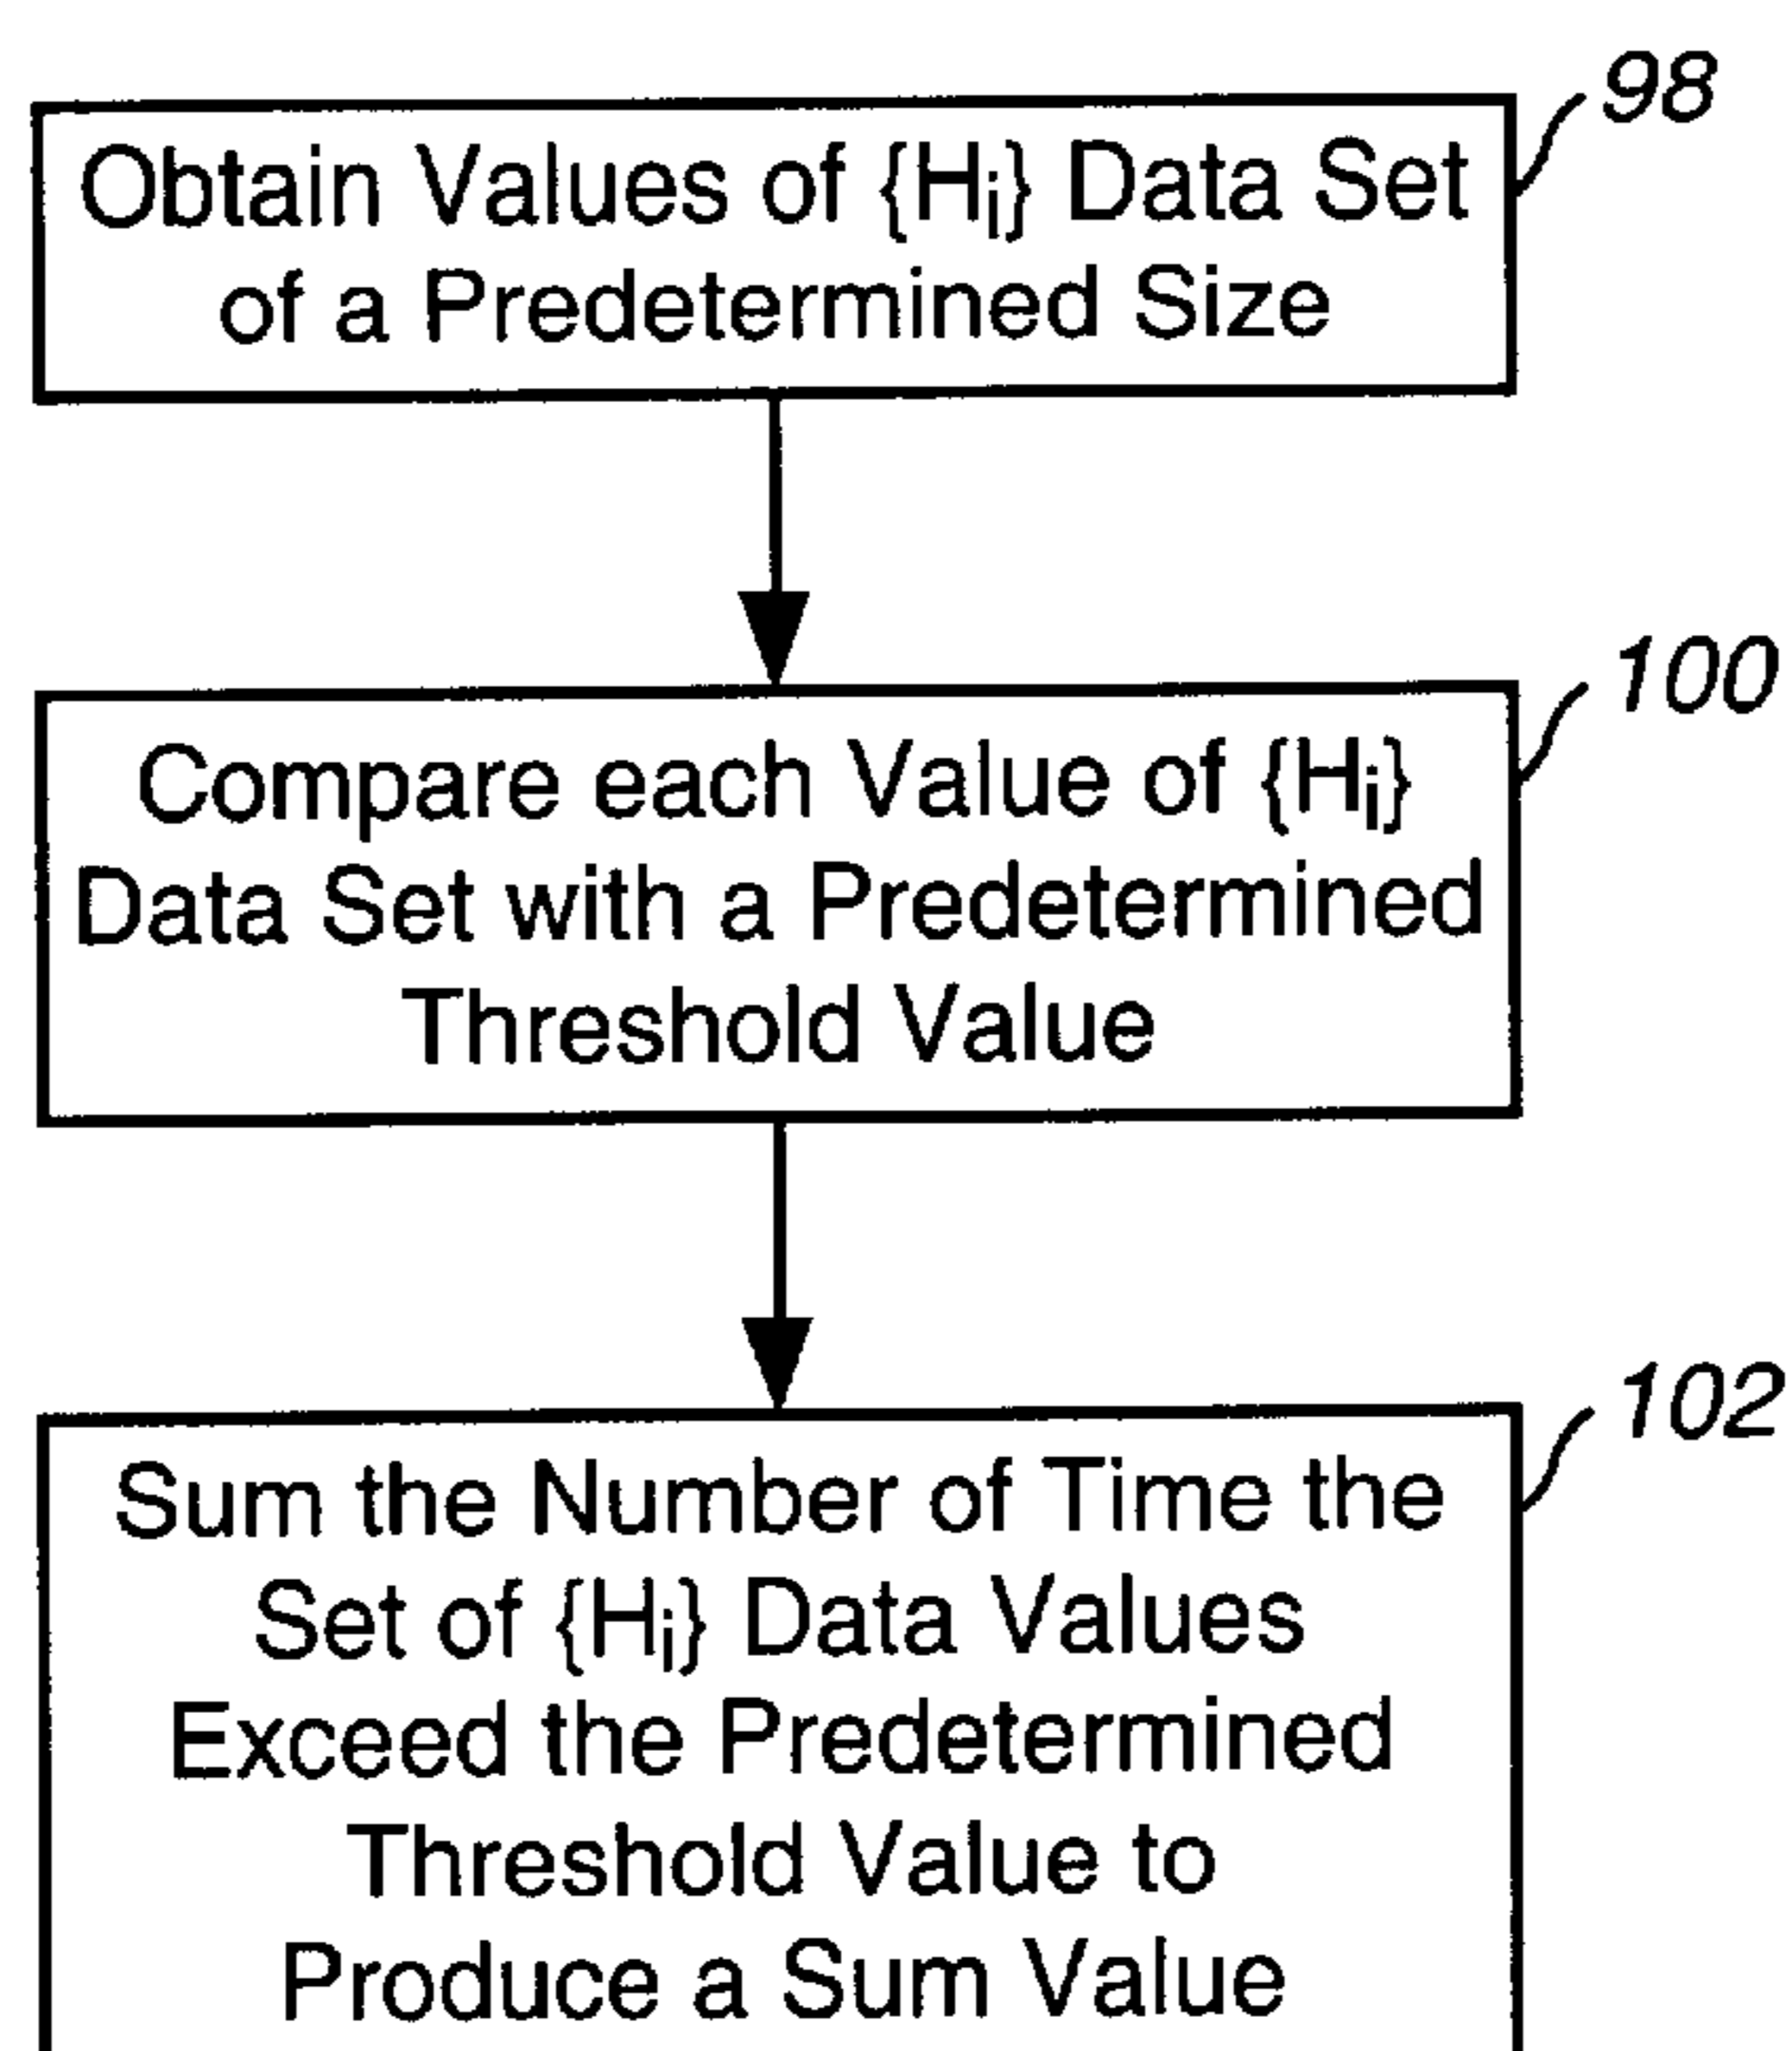 98
Obtain Values of {Hi} Data Set
of a Predetermined Size
100
Compare each Value of {Hi}
Data Set with a Predetermined
Threshold Value
102
Sum the Number of Time the
Set of {Hi} Data Values
Exceed the Predetermined
Threshold Value to
Produce a Sum Value